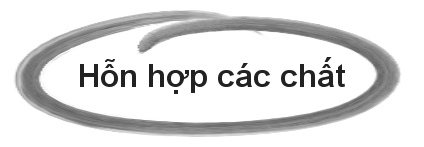 Hỗn hợp các chất